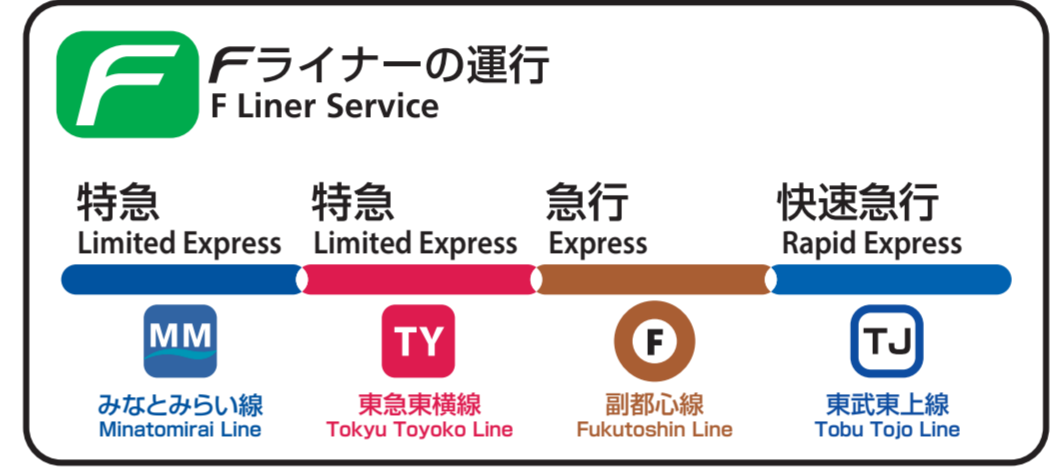 F
Fライナーの運行
F Liner Service
特急
Limited Express
特急
Limited Express
急行
Express
快速急行
Rapid Express
MM
みなとみらい線
Minatomirai Line
TY
東急東横線
Tokyu Toyoko Line
F
副都心線
Fukutoshin Line
TJ
東武東上線
Tobu Tojo Line